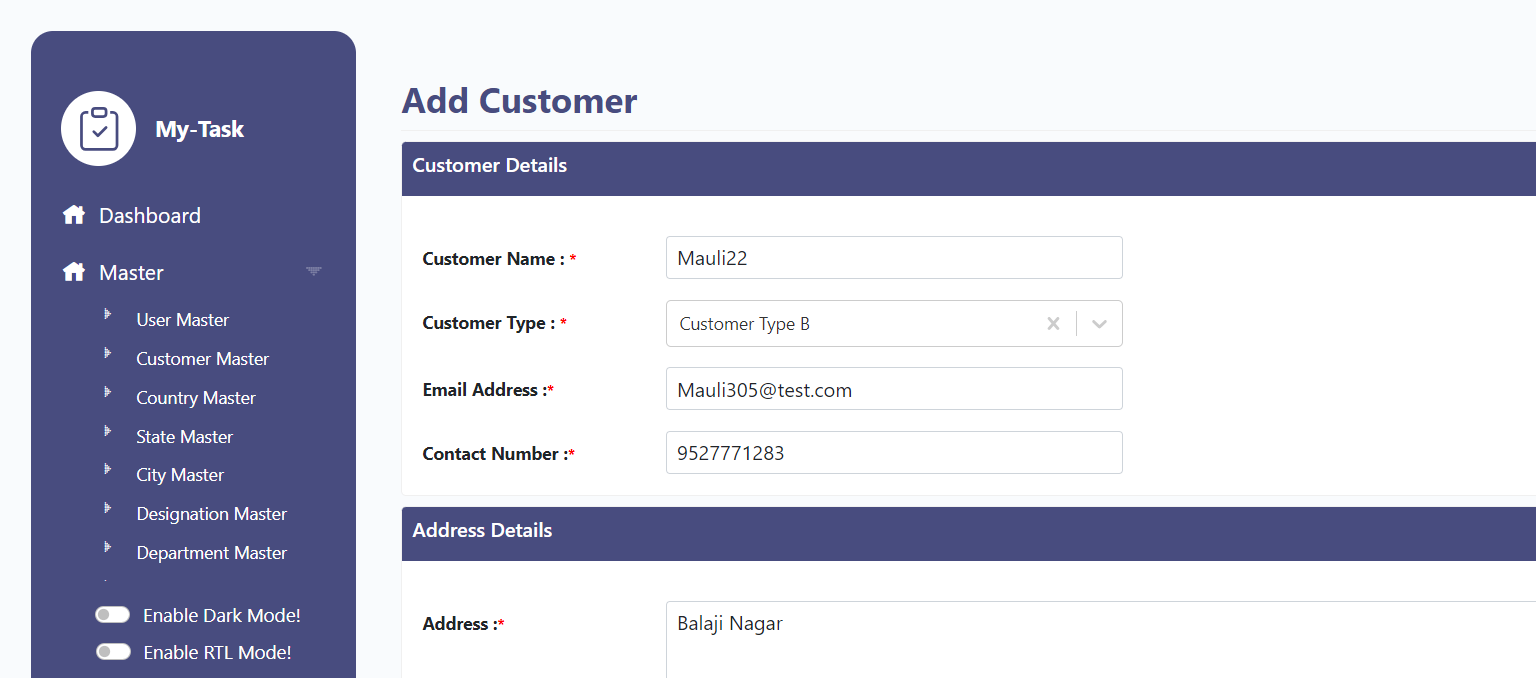 My-Task
Dashboard
Master
User Master
Customer Master
Country Master
State Master
City Master
Designation Master
Department Master
Enable Dark Mode!
Enable RTL Mode!
Add Customer
Customer Details
Customer Name : * Mauli22
Customer Type : * Customer Type B
Email Address :* Mauli305@test.com
Contact Number :* 9527771283
Address Details
Address :* Balaji Nagar